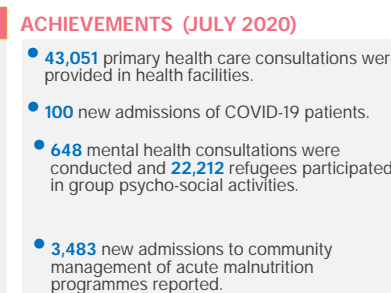 ACHIEVEMENTS (JULY 2020)
• 43,051 primary health care consultations were
provided in health facilities.
• 100 new admissions of COVID-19 patients.
• 648 mental health consultations were
conducted and 22,212 refugees participated
in group psycho-social activities.
• 3,483 new admissions to community
management of acute malnutrition
programmes reported.